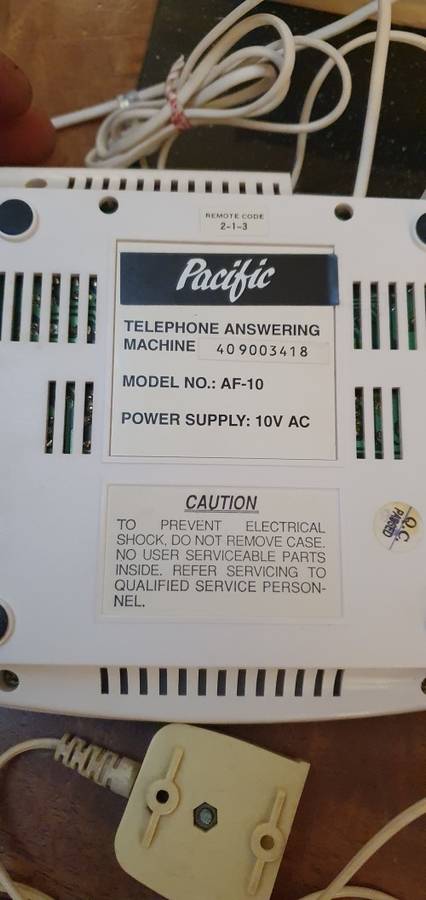 REMOTE CODE
2-1-3
Pacific
TELEPHONE ANSWERING
MACHINE 409003418
MODEL NO.: AF-10
POWER SUPPLY: 10V AC
CAUTION
TO PREVENT ELECTRICAL
SHOCK, DO NOT REMOVE CASE.
NO USER SERVICEABLE PARTS
INSIDE. REFER SERVICING TO
QUALIFIED SERVICE PERSON-
NEL.
Q.C.
PASSED